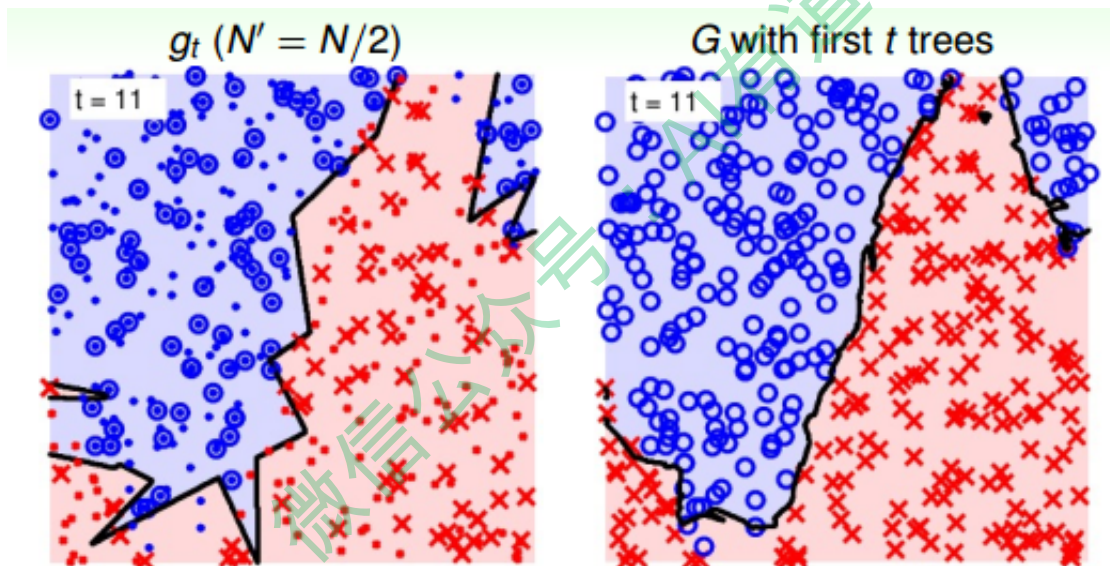 g_t (N′ = N/2)
G with first t trees
t = 11
t = 11
微信公众号：AI有道